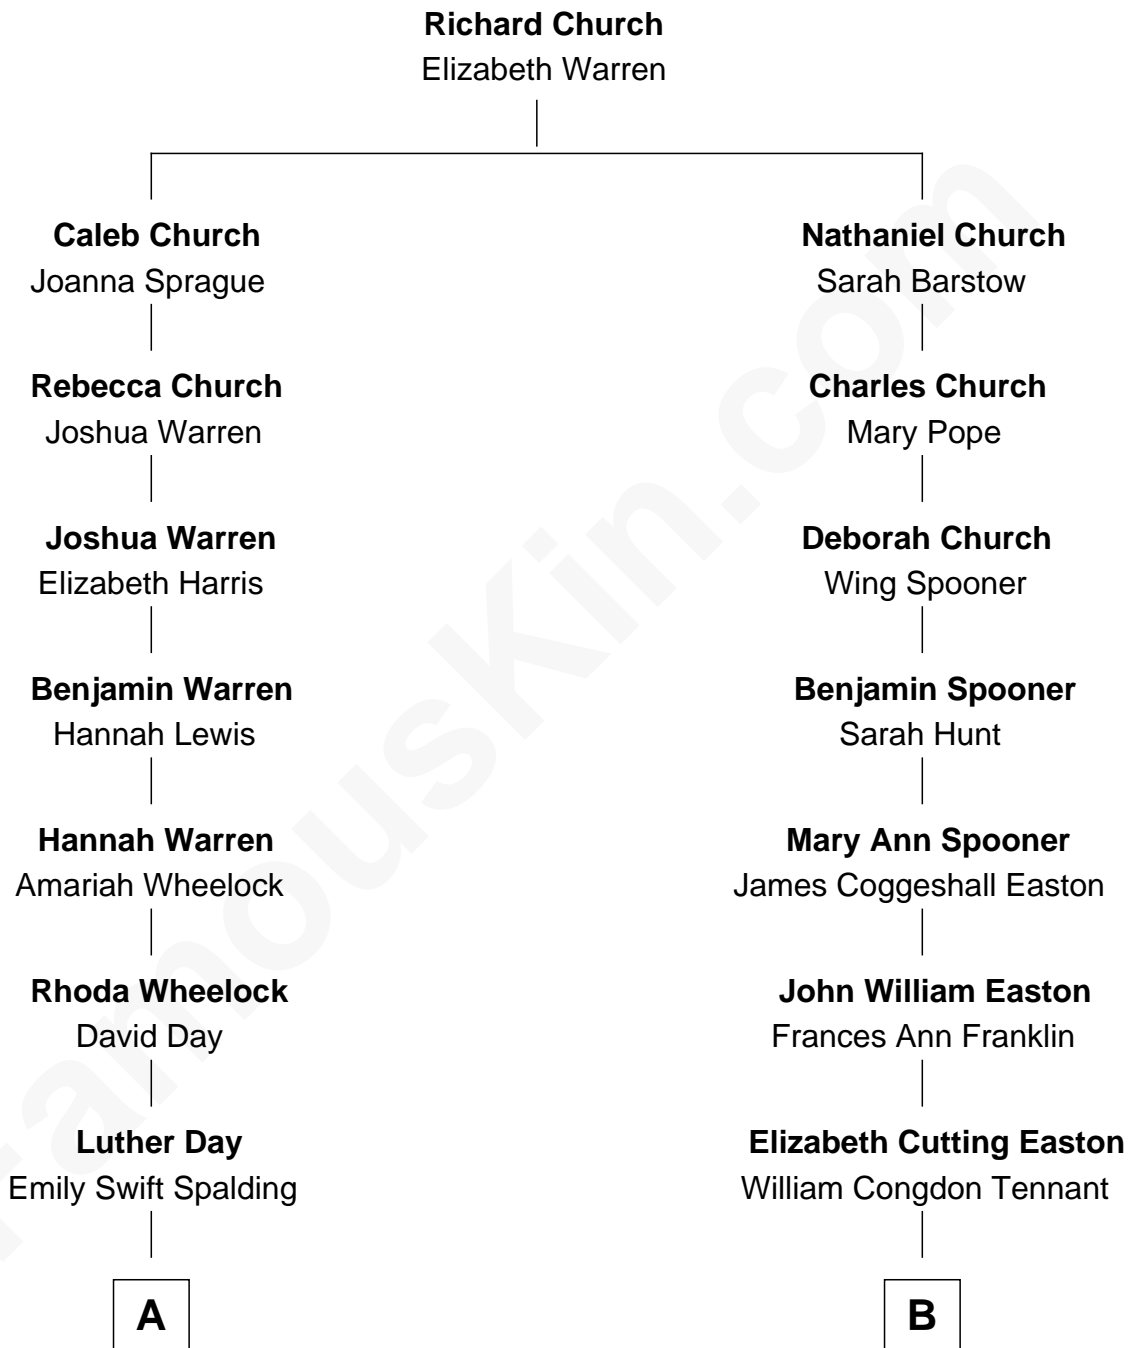 Richard Church
Elizabeth Warren
Caleb Church
Joanna Sprague
Nathaniel Church
Sarah Barstow
Rebecca Church
Joshua Warren
Charles Church
Mary Pope
Joshua Warren
Elizabeth Harris
Deborah Church
Wing Spooner
Benjamin Warren
Hannah Lewis
Benjamin Spooner
Sarah Hunt
Hannah Warren
Amariah Wheelock
Mary Ann Spooner
James Coggeshall Easton
Rhoda Wheelock
David Day
John William Easton
Frances Ann Franklin
Luther Day
Emily Swift Spalding
Elizabeth Cutting Easton
William Congdon Tennant
A
B
FamousKin.com